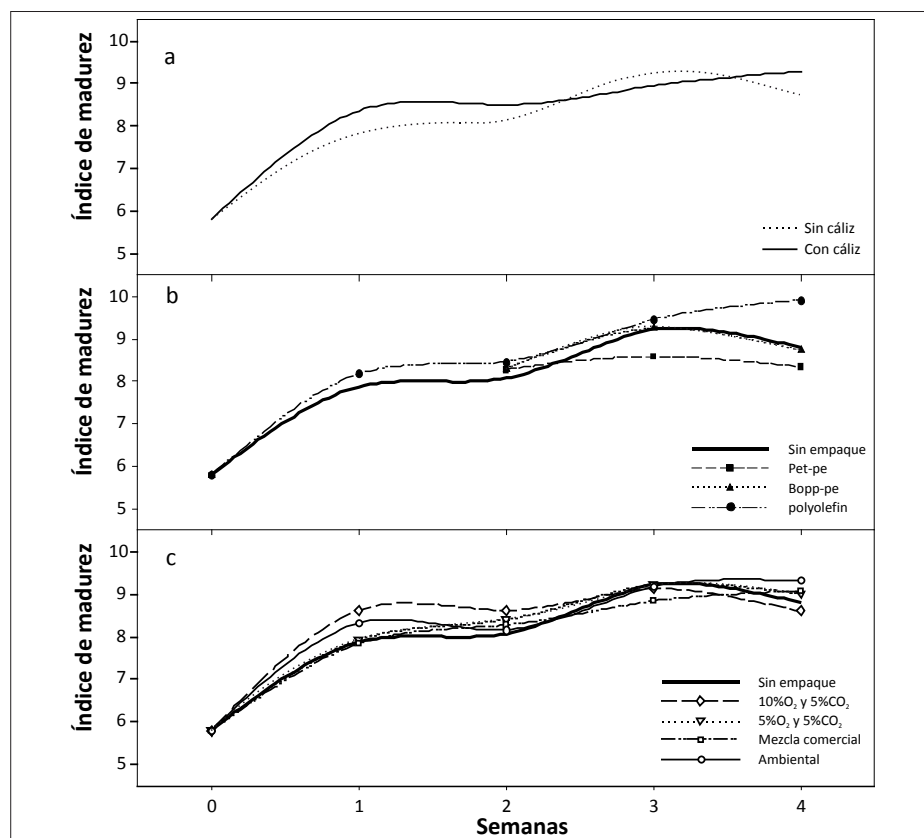 Índice de madurez
a
10
9
8
7
6
5
Sin cáliz
Con cáliz
Índice de madurez
b
10
9
8
7
6
5
Sin empaque
Pet-pe
Bopp-pe
polyolefin
Índice de madurez
c
10
9
8
7
6
5
Sin empaque
10%O₂ y 5%CO₂
5%O₂ y 5%CO₂
Mezcla comercial
Ambiental
0 1 2 3 4
Semanas